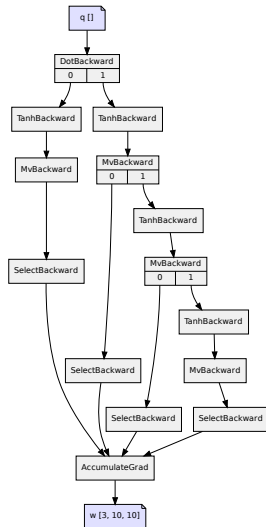 q []
DotBackward
0 1
TanhBackward TanhBackward
MvBackward MvBackward
0 1
TanhBackward
SelectBackward MvBackward
0 1
TanhBackward
SelectBackward MvBackward
SelectBackward SelectBackward
AccumulateGrad
w [3, 10, 10]